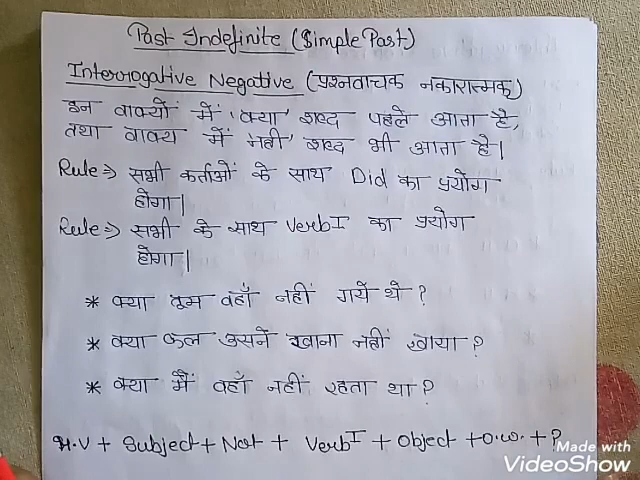 Past Indefinite (Simple Past)
Interrogative Negative (प्रश्नवाचक नकारात्मक)
इन वाक्यों में 'क्या' शब्द पहले आता है,
तथा वाक्य में 'नहीं' शब्द भी आता है|
Rule⇒ सभी कर्ताओं के साथ Did का प्रयोग
होगा|
Rule⇒ सभी के साथ Verb I का प्रयोग
होगा|
* क्या तुम वहाँ नहीं गये थे ?
* क्या कल उसने खाना नहीं खाया ?
* क्या मैं वहाँ नहीं रहता था ?
H.V + Subject + Not + Verb I + Object + O.W. + ?
Made with
VideoShow